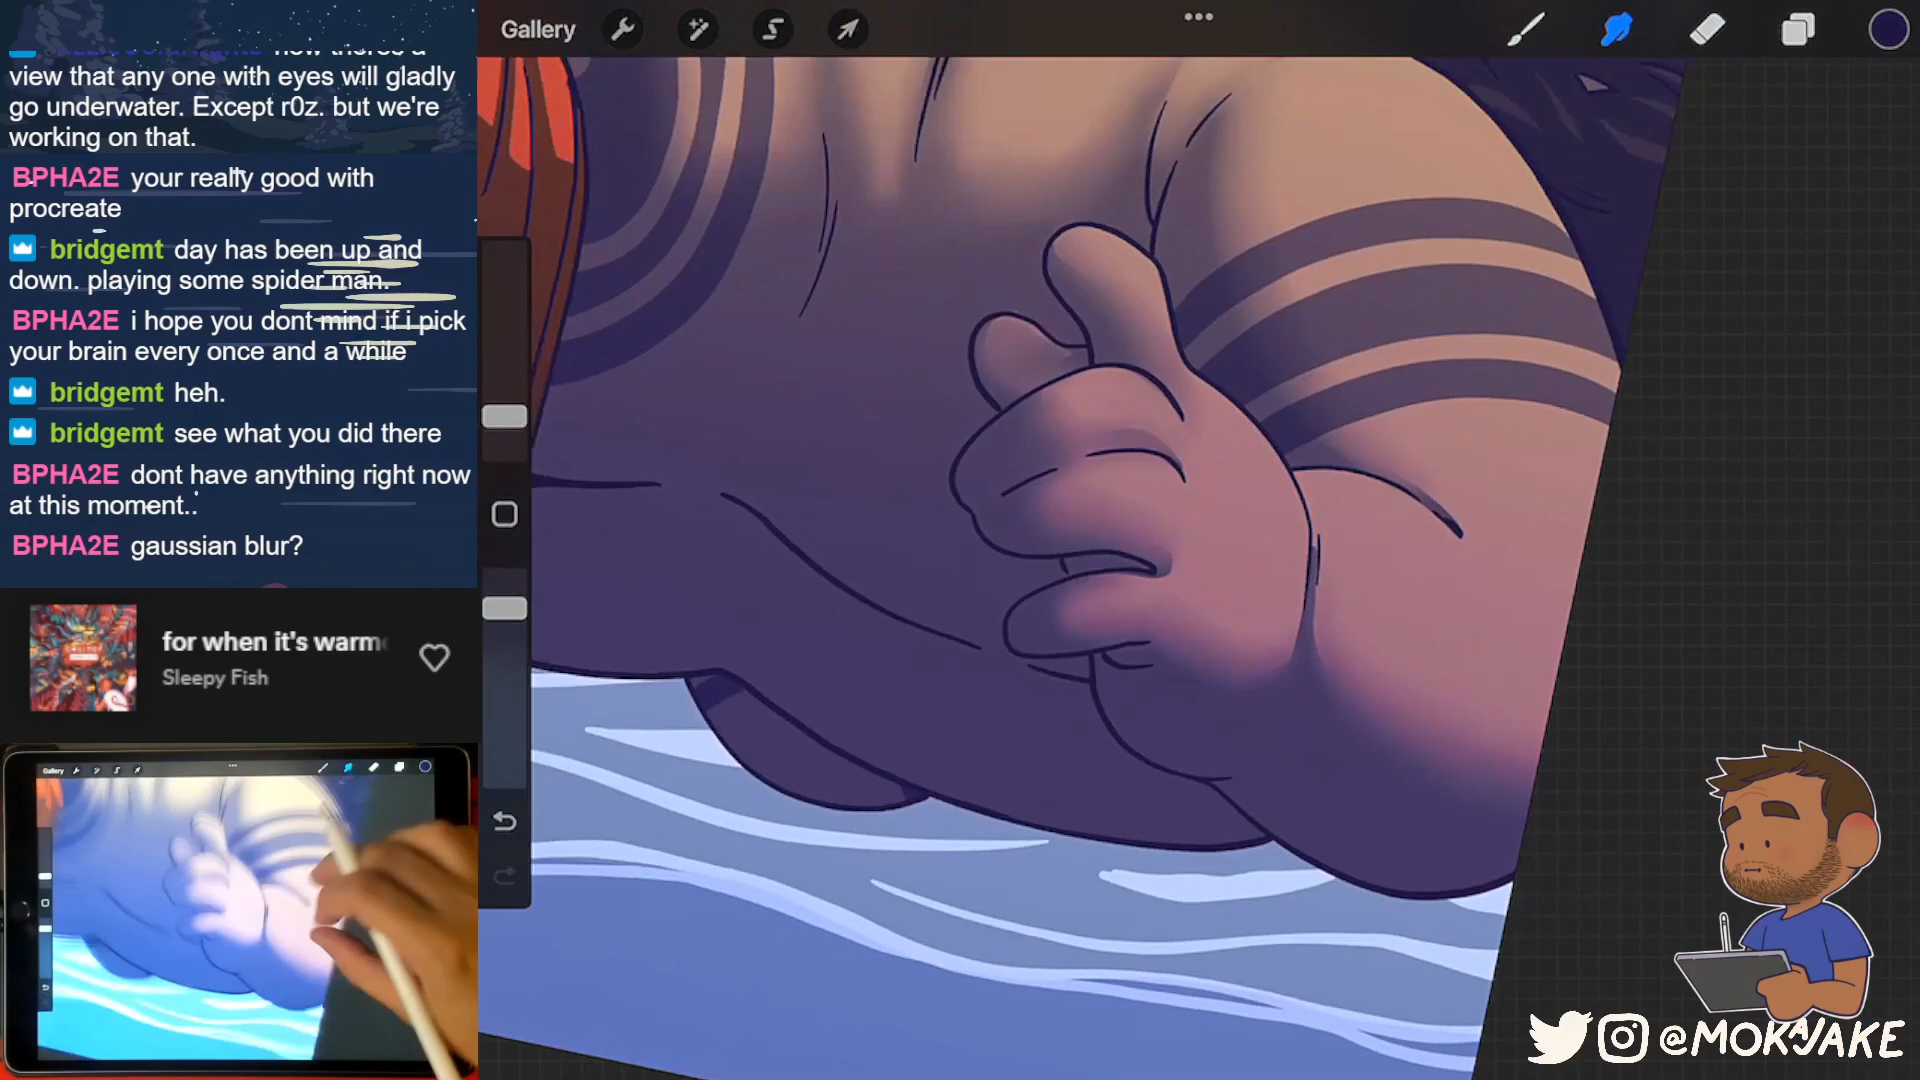 view that any one with eyes will gladly
go underwater. Except r0z. but we're
working on that.
BPHA2E your really good with
procreate
bridgemt day has been up and
down. playing some spider man.
BPHA2E i hope you dont mind if i pick
your brain every once and a while
bridgemt heh.
bridgemt see what you did there
BPHA2E dont have anything right now
at this moment..
BPHA2E gaussian blur?
for when it's warm
Sleepy Fish
Gallery
Gallery
@MOKAJAKE